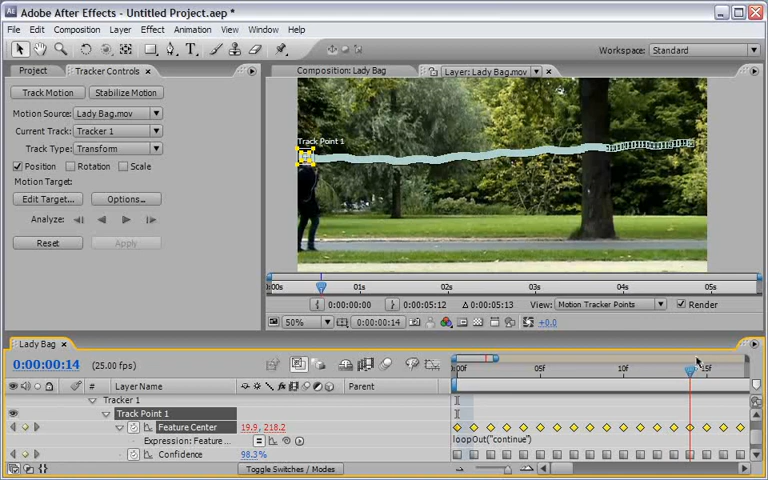 Adobe After Effects - Untitled Project.aep *
File Edit Composition Layer Effect Animation View Window Help
Workspace: Standard
Project Tracker Controls
Composition: Lady Bag Layer: Lady Bag.mov
Track Motion Stabilize Motion
Motion Source: Lady Bag.mov
Current Track: Tracker 1
Track Type: Transform
Position Rotation Scale
Motion Target:
Edit Target... Options...
Analyze:
Reset Apply
Track Point 1
:00s 01s 02s 03s 04s 05s
0:00:00:00 0:00:05:12 Δ0:00:05:13 View: Motion Tracker Points Render
50% 0:00:00:14 +0.0
Lady Bag
0:00:00:14 (25.00 fps)
:00f 05f 10f 15f
# Layer Name Parent
Tracker 1
Track Point 1
Feature Center 19.9, 218.2
Expression: Feature ... loopOut("continue")
Confidence 98.3%
Toggle Switches / Modes